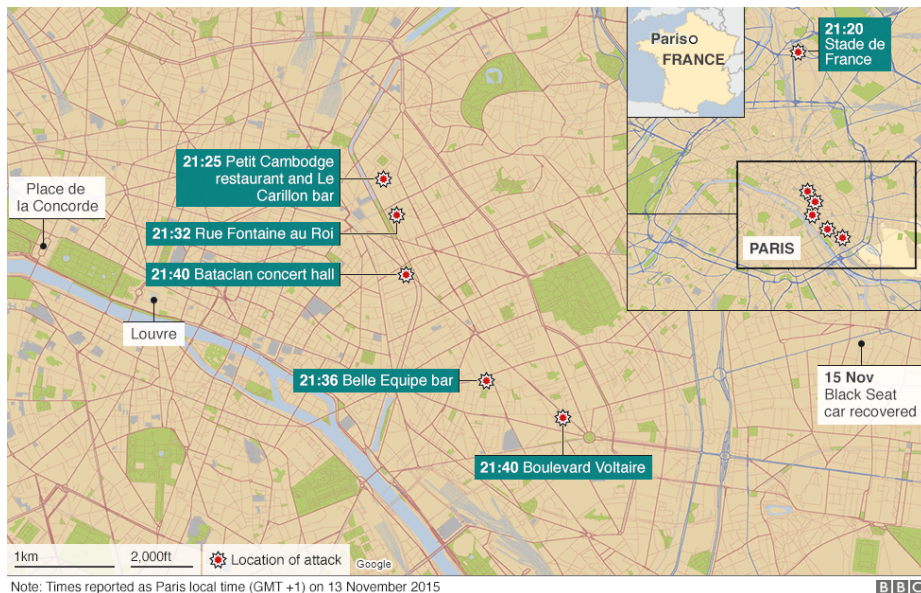 Paris
FRANCE
21:20
Stade de
France
21:25 Petit Cambodge
restaurant and Le
Carillon bar
Place de
la Concorde
21:32 Rue Fontaine au Roi
PARIS
21:40 Bataclan concert hall
Louvre
21:36 Belle Equipe bar
15 Nov
Black Seat
car recovered
21:40 Boulevard Voltaire
1km
2,000ft
Location of attack
Google
Note: Times reported as Paris local time (GMT +1) on 13 November 2015
BBC